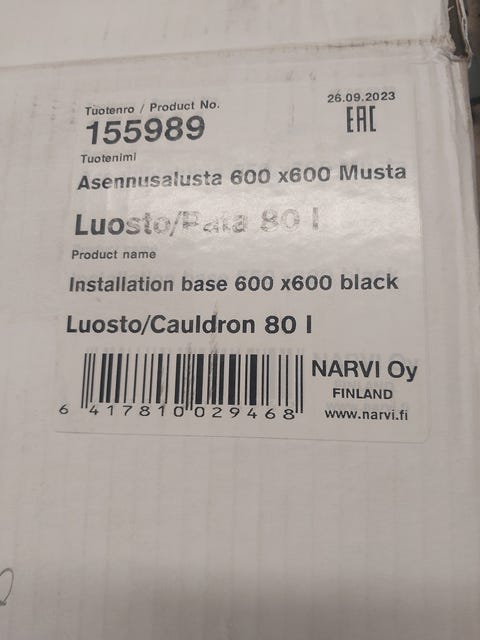 Tuotenro / Product No.
26.09.2023
155989
EAC
Tuotenimi
Asennusalusta 600 x600 Musta
Luosto/Pata 80 l
Product name
Installation base 600 x600 black
Luosto/Cauldron 80 l
NARVI Oy
FINLAND
6 417810 029468
www.narvi.fi